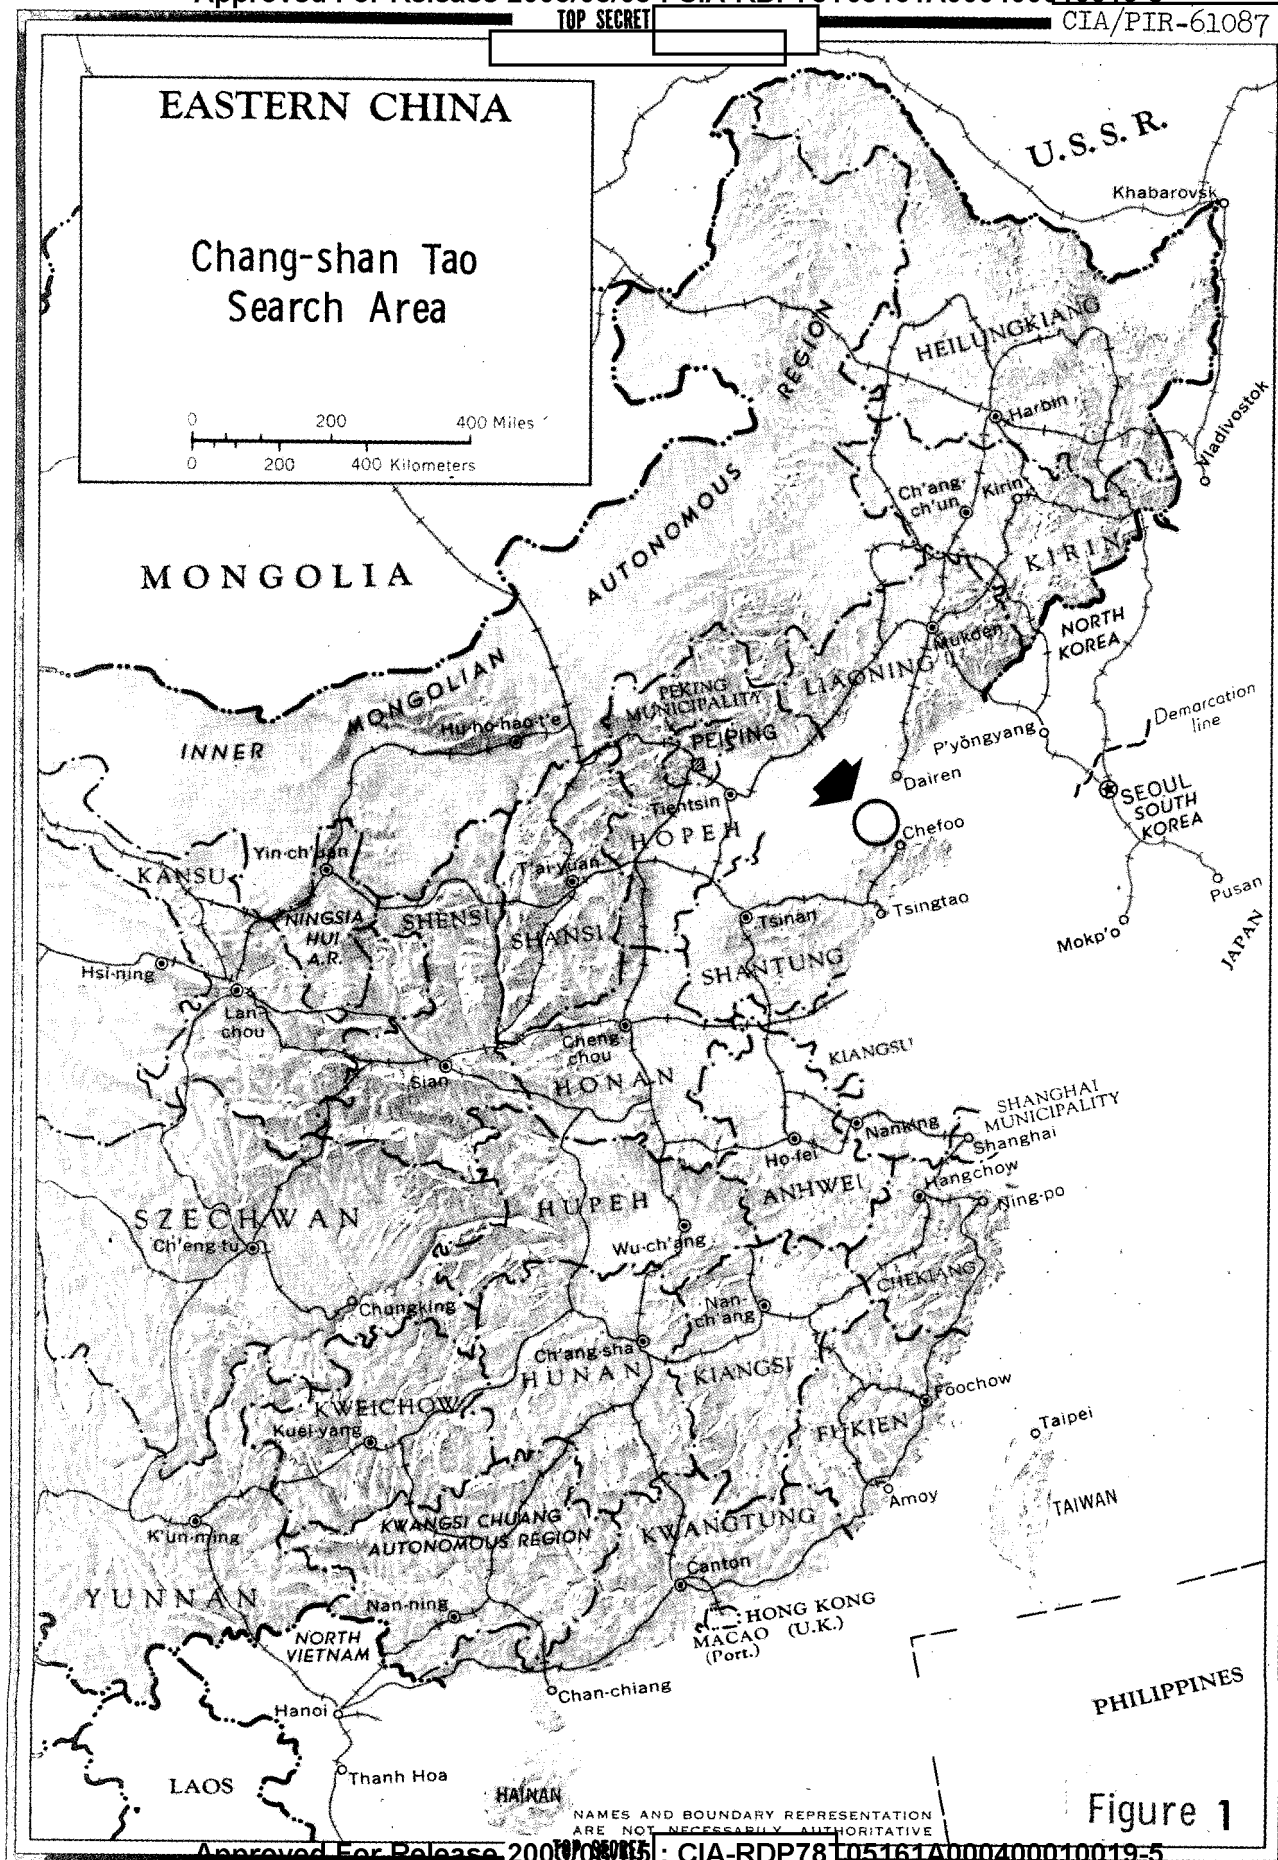 TOP SECRET
CIA/PIR-61087
EASTERN CHINA
Chang-shan Tao
Search Area
0 200 400 Miles
0 200 400 Kilometers
U.S.S.R.
Khabarovsk
HEILUNGKIANG
REGION
Harbin
Vladivostok
Ch'ang-
ch'un
Kirin
AUTONOMOUS
KIRIN
MONGOLIA
NORTH
KOREA
Mukden
LIAONING
MONGOLIAN
PEKING
MUNICIPALITY
INNER
Hu-ho-hao-t'e
PEIPING
P'yŏngyang
Demarcation
line
Dairen
Tientsin
SEOUL
SOUTH
KOREA
HOPEH
Chefoo
Yin-ch'uan
KANSU
T'ai-yuan
Pusan
NINGSIA
HUI
A.R.
SHENSI
SHANSI
Tsinan
Tsingtao
Mokp'o
JAPAN
Hsi-ning
SHANTUNG
Lan-
chou
Cheng-
chou
KIANGSU
Sian
HONAN
SHANGHAI
MUNICIPALITY
Nanking
Shanghai
Ho-fei
Hangchow
ANHWEI
Ning-po
SZECHWAN
HUPEH
Ch'eng-tu
Wu-ch'ang
CHEKIANG
Chungking
Nan-
ch'ang
Ch'ang-sha
HUNAN
KIANGSI
KWEICHOW
Foochow
Kuei-yang
FUKIEN
Taipei
Amoy
TAIWAN
K'un-ming
KWANGSI CHUANG
AUTONOMOUS REGION
KWANGTUNG
Canton
YUNNAN
Nan-ning
HONG KONG
(U.K.)
MACAO
(Port.)
NORTH
VIETNAM
Chan-chiang
PHILIPPINES
Hanoi
Thanh Hoa
LAOS
HAINAN
NAMES AND BOUNDARY REPRESENTATION
ARE NOT NECESSARILY AUTHORITATIVE
Figure 1
Approved For Release : CIA-RDP78T05161A000400010019-5